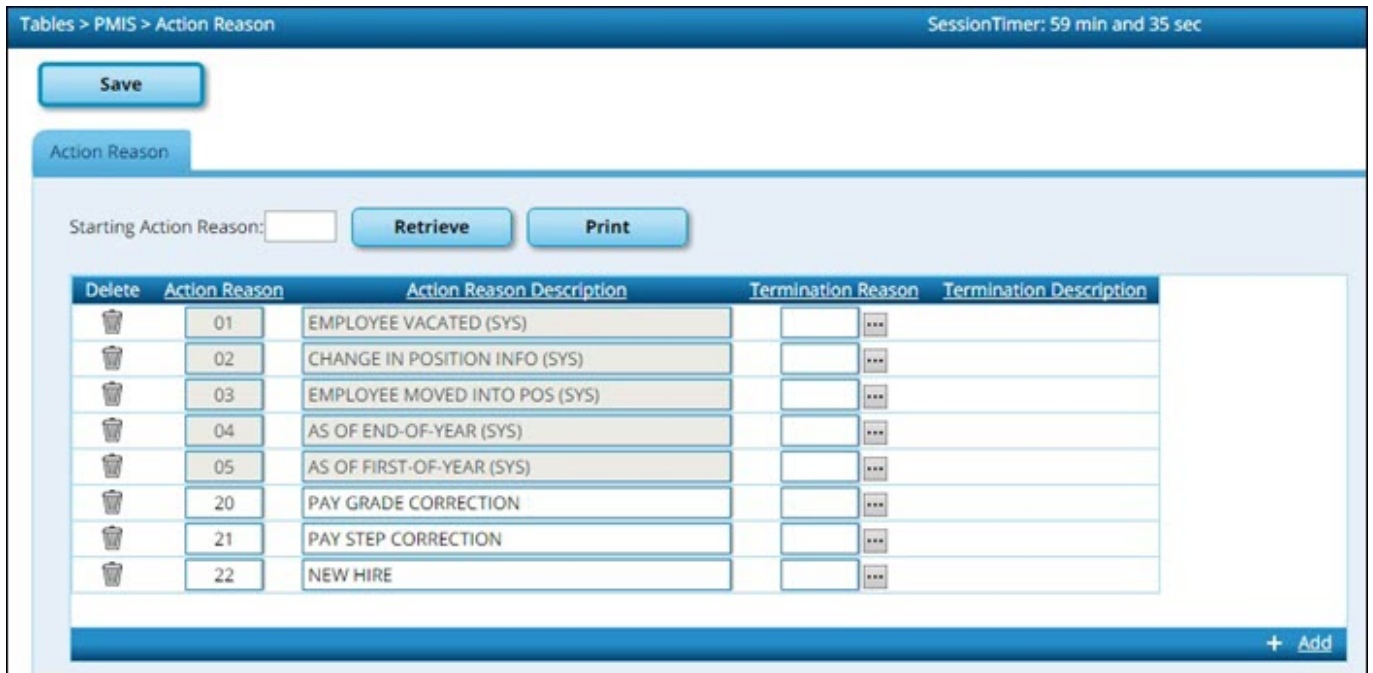 Tables > PMIS > Action Reason SessionTimer: 59 min and 35 sec
Save
Action Reason
Starting Action Reason: Retrieve Print
Delete Action Reason Action Reason Description Termination Reason Termination Description
01 EMPLOYEE VACATED (SYS) ...
02 CHANGE IN POSITION INFO (SYS) ...
03 EMPLOYEE MOVED INTO POS (SYS) ...
04 AS OF END-OF-YEAR (SYS) ...
05 AS OF FIRST-OF-YEAR (SYS) ...
20 PAY GRADE CORRECTION ...
21 PAY STEP CORRECTION ...
22 NEW HIRE ...
+ Add